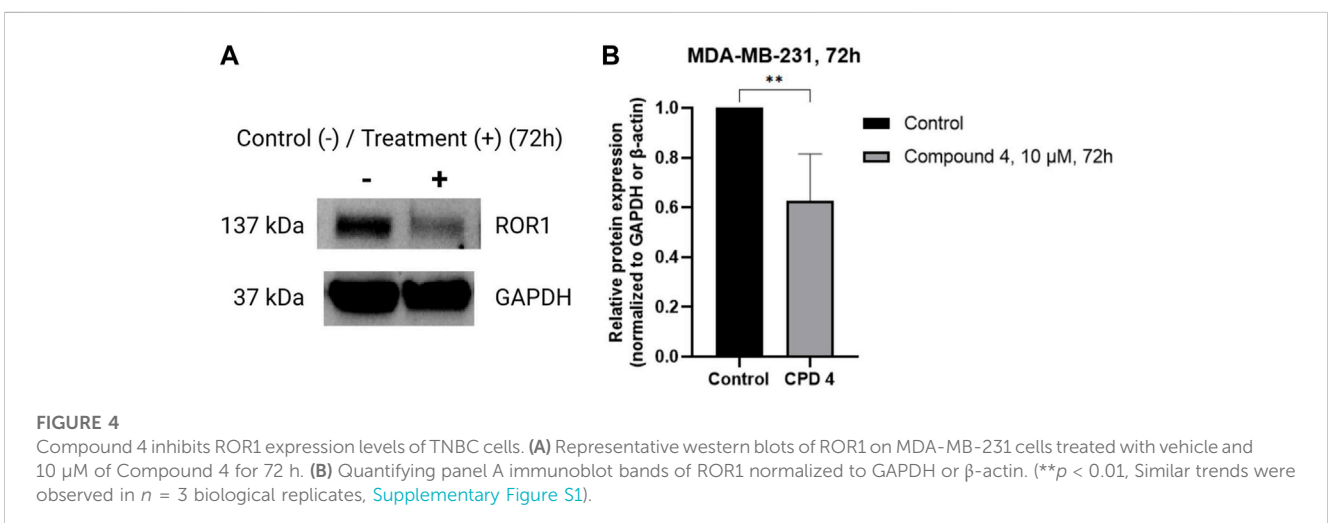 A
Control (-) / Treatment (+) (72h)
- +
137 kDa ROR1
37 kDa GAPDH
B
MDA-MB-231, 72h
**
Relative protein expression
(normalized to GAPDH or β-actin)
1.0
0.8
0.6
0.4
0.2
0.0
Control CPD 4
Control
Compound 4, 10 μM, 72h
FIGURE 4
Compound 4 inhibits ROR1 expression levels of TNBC cells. (A) Representative western blots of ROR1 on MDA-MB-231 cells treated with vehicle and
10 μM of Compound 4 for 72 h. (B) Quantifying panel A immunoblot bands of ROR1 normalized to GAPDH or β-actin. (**p < 0.01, Similar trends were
observed in n = 3 biological replicates, Supplementary Figure S1).